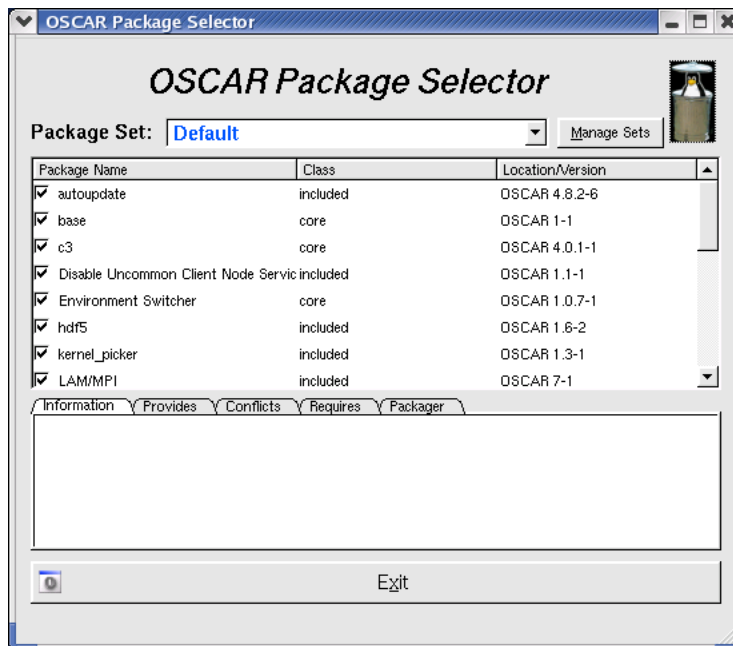 OSCAR Package Selector
OSCAR Package Selector
Package Set: Default Manage Sets
Package Name Class Location/Version
autoupdate included OSCAR 4.8.2-6
base core OSCAR 1-1
c3 core OSCAR 4.0.1-1
Disable Uncommon Client Node Servic included OSCAR 1.1-1
Environment Switcher core OSCAR 1.0.7-1
hdf5 included OSCAR 1.6-2
kernel_picker included OSCAR 1.3-1
LAM/MPI included OSCAR 7-1
Information Provides Conflicts Requires Packager
Exit